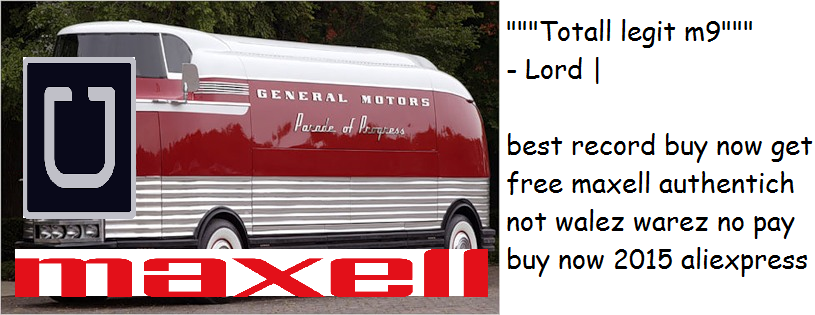 """Totall legit m9"""
- Lord |
GENERAL MOTORS
Parade of Progress
best record buy now get
free maxell authentich
not walez warez no pay
buy now 2015 aliexpress
U
maxell